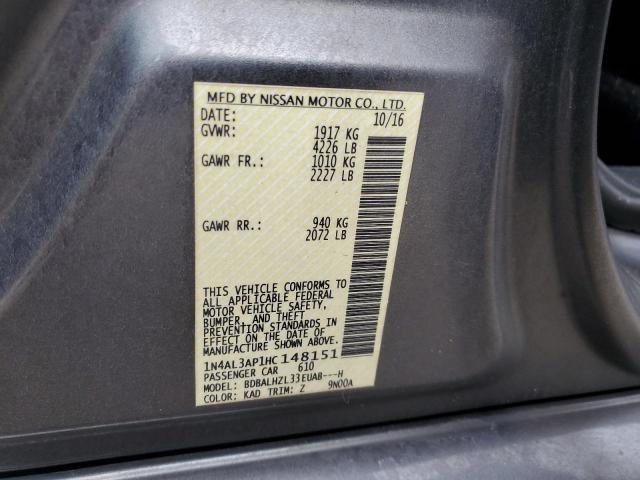 MFD BY NISSAN MOTOR CO., LTD.
DATE: 10/16
GVWR: 1917 KG
4226 LB
GAWR FR.: 1010 KG
2227 LB
GAWR RR.: 940 KG
2072 LB
THIS VEHICLE CONFORMS TO
ALL APPLICABLE FEDERAL
MOTOR VEHICLE SAFETY,
BUMPER, AND THEFT
PREVENTION STANDARDS IN
EFFECT ON THE DATE OF
MANUFACTURE SHOWN ABOVE.
1N4AL3AP1HC148151
PASSENGER CAR 610
MODEL: BDBALHZL33EUAB---H
COLOR: KAD TRIM: Z 9N00A